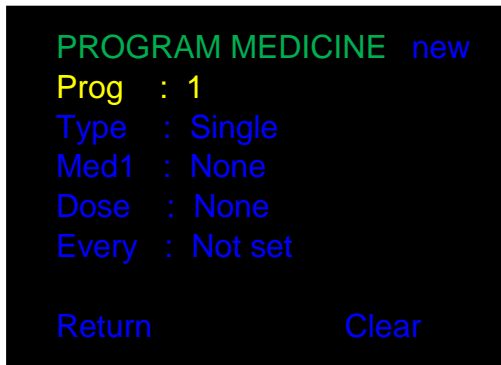 PROGRAM MEDICINE new
Prog : 1
Type : Single
Med1 : None
Dose : None
Every : Not set
Return Clear